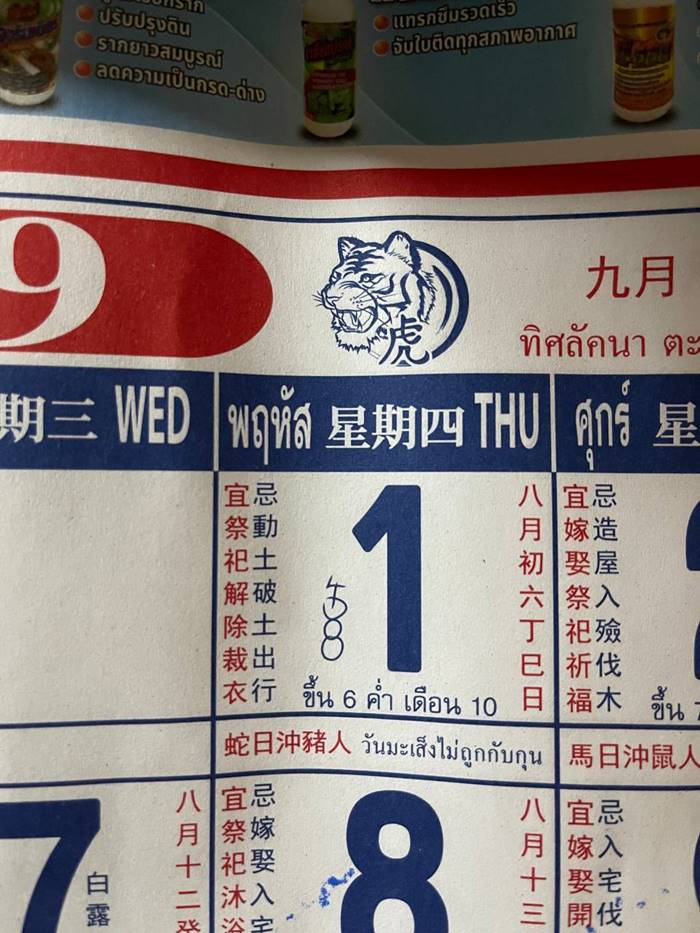 ปรับปรุงดิน
รากยาวสมบูรณ์
ลดความเป็นกรด-ด่าง
แทรกซึมรวดเร็ว
จับใบติดทุกสภาพอากาศ
9
虎
九月
ทิศลัคนา ตะ
期三 WED
พฤหัส 星期四 THU
ศุกร์ 星
宜祭祀解除裁衣
忌動土破土出行
1
八月初六丁巳日
ขึ้น 6 ค่ำ เดือน 10
蛇日沖豬人 วันมะเส็งไม่ถูกกับกุน
宜嫁娶祭祀祈福
忌造屋入殮伐木
ขึ้น
馬日沖鼠人
7
白露
八月十二癸
宜祭祀沐浴
忌嫁娶入宅
8
八月十三
宜嫁娶開
忌入宅伐